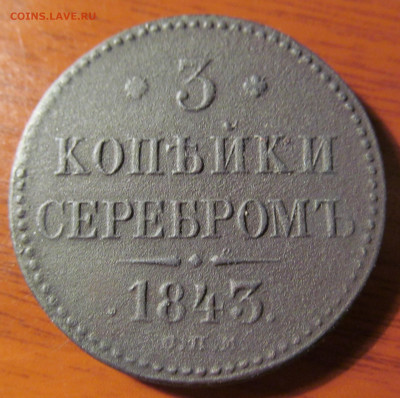 COINS.LAVE.RU
* 3 *
КОПѢЙКИ
СЕРЕБРОМЪ
.1843.
С.П.М